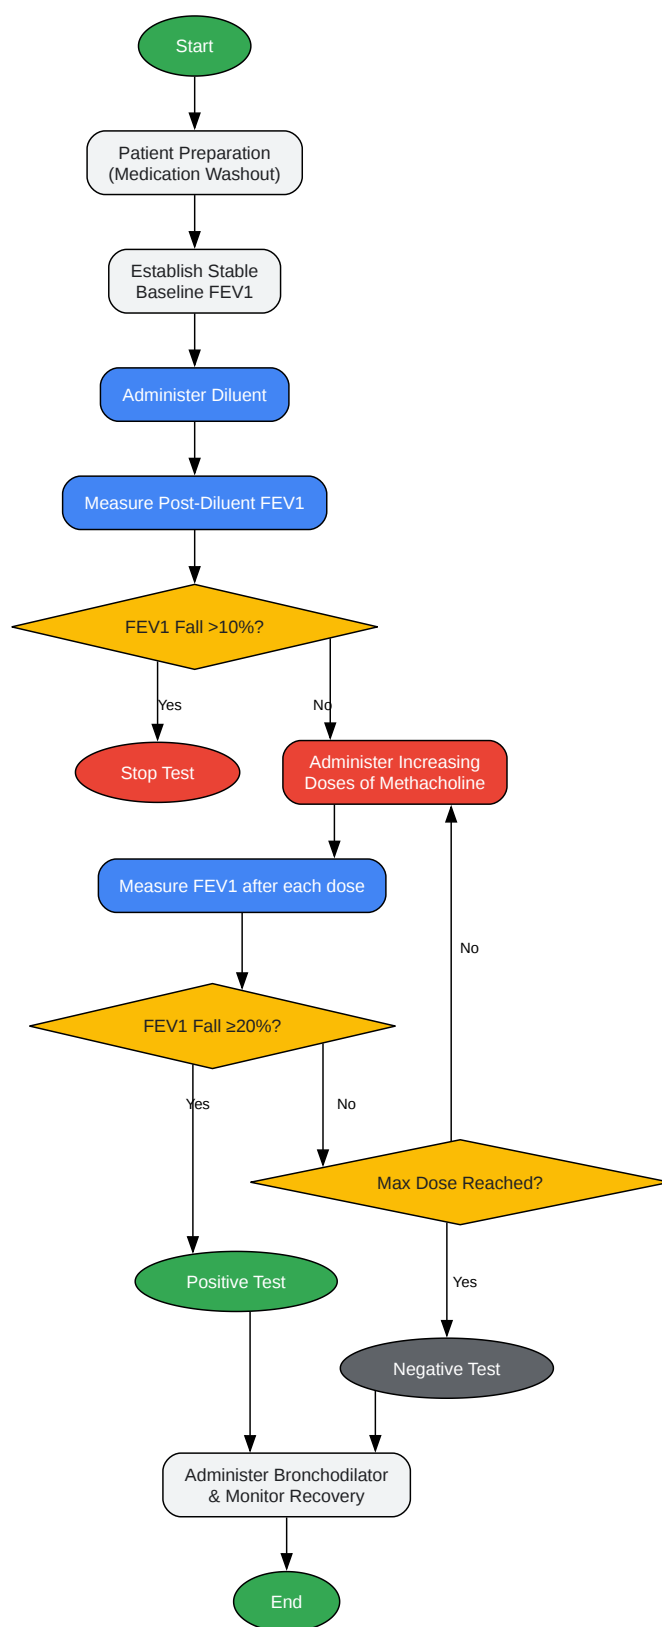 Start
Patient Preparation
(Medication Washout)
Establish Stable
Baseline FEV1
Administer Diluent
Measure Post-Diluent FEV1
FEV1 Fall >10%?
Yes
No
Stop Test
Administer Increasing
Doses of Methacholine
Measure FEV1 after each dose
No
FEV1 Fall ≥20%?
Yes
No
Max Dose Reached?
Positive Test
Yes
Negative Test
Administer Bronchodilator
& Monitor Recovery
End